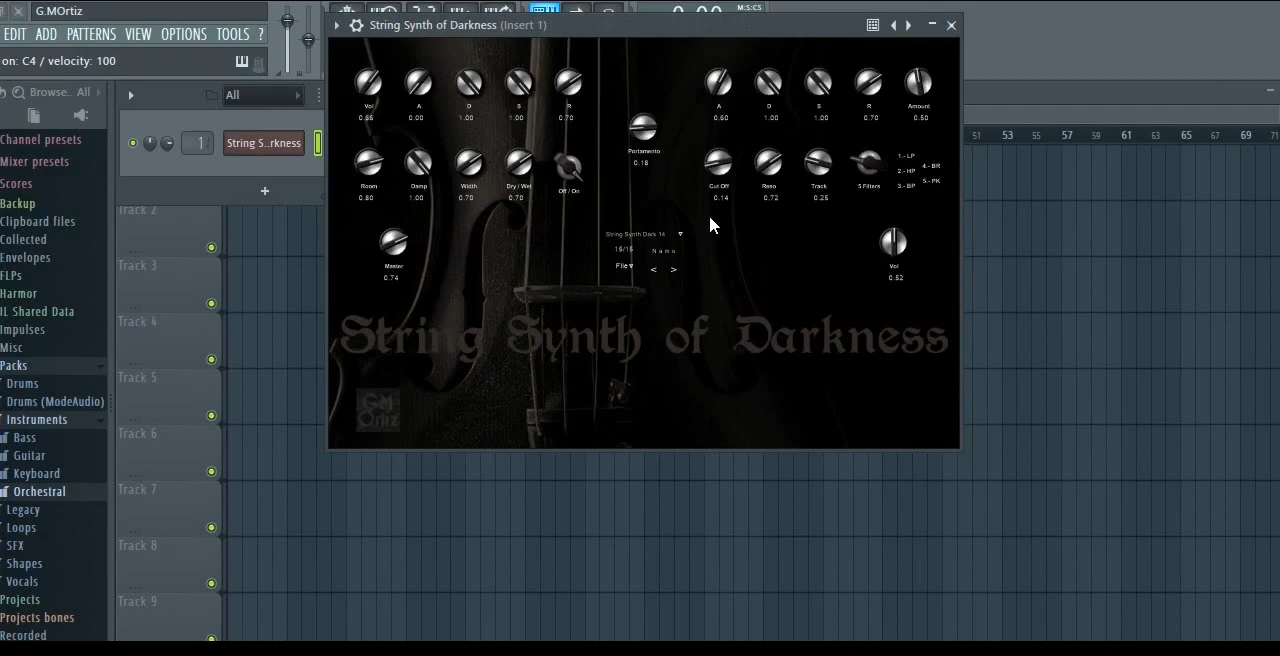 G.MOrtiz
EDIT ADD PATTERNS VIEW OPTIONS TOOLS ?
on: C4 / velocity: 100
M:S:CS
String Synth of Darkness (Insert 1)
Browse.. All
All
Channel presets
Mixer presets
Scores
Backup
Clipboard files
Collected
Envelopes
FLPs
Harmor
IL Shared Data
Impulses
Misc
Packs
Drums
Drums (ModeAudio)
Instruments
Bass
Guitar
Keyboard
Orchestral
Legacy
Loops
SFX
Shapes
Vocals
Projects
Projects bones
Recorded
1 String S..rkness
+
Track 2
Track 3
Track 4
Track 5
Track 6
Track 7
Track 8
Track 9
Vol A D S R
0.00 1.00 1.00 0.70
A D S R Amount
0.60 1.00 1.00 0.70 0.50
Portamento
0.18
Room Damp Width Dry / Wet Off / On
0.80 1.00 0.70 0.70
Cut Off Reso Track 5 Filters
0.14 0.72 0.25
1.- LP
2.- HP
3.- BP
4.- BR
5.- PK
Master
0.74
String Synth Dark 14
15/15 Name
File < >
Vol
0.52
String Synth of Darkness
GM
Ortiz
51 53 55 56 57 59 61 63 65 67 69 71